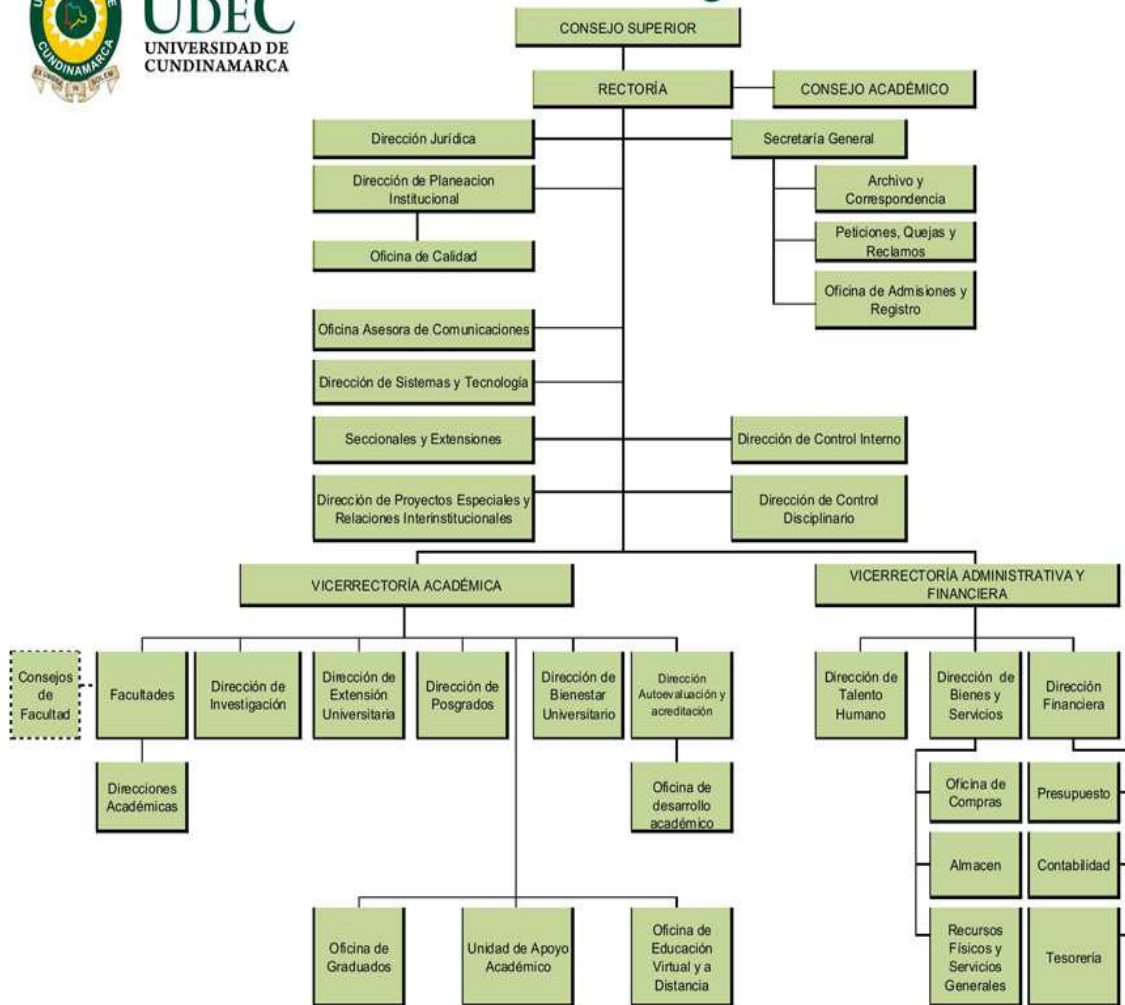 UDEC
UNIVERSIDAD DE
CUNDINAMARCA
CUNDINAMARCA
CONSEJO SUPERIOR
RECTORÍA
CONSEJO ACADÉMICO
Dirección Jurídica
Secretaría General
Dirección de Planeacion
Institucional
Archivo y
Correspondencia
Peticiones, Quejas y
Reclamos
Oficina de Calidad
Oficina de Admisiones y
Registro
Oficina Asesora de Comunicaciones
Dirección de Sistemas y Tecnología
Seccionales y Extensiones
Dirección de Control Interno
Dirección de Proyectos Especiales y
Relaciones Interinstitucionales
Dirección de Control
Disciplinario
VICERRECTORÍA ACADÉMICA
VICERRECTORÍA ADMINISTRATIVA Y
FINANCIERA
Consejos
de
Facultad
Facultades
Dirección de
Investigación
Dirección de
Extensión
Universitaria
Dirección de
Posgrados
Dirección de
Bienestar
Universitario
Dirección
Autoevaluación y
acreditación
Dirección de
Talento
Humano
Dirección de
Bienes y
Servicios
Dirección
Financiera
Direcciones
Académicas
Oficina de
desarrollo
académico
Oficina de
Compras
Presupuesto
Almacen
Contabilidad
Oficina de
Graduados
Unidad de Apoyo
Académico
Oficina de
Educación
Virtual y a
Distancia
Recursos
Físicos y
Servicios
Generales
Tesorería